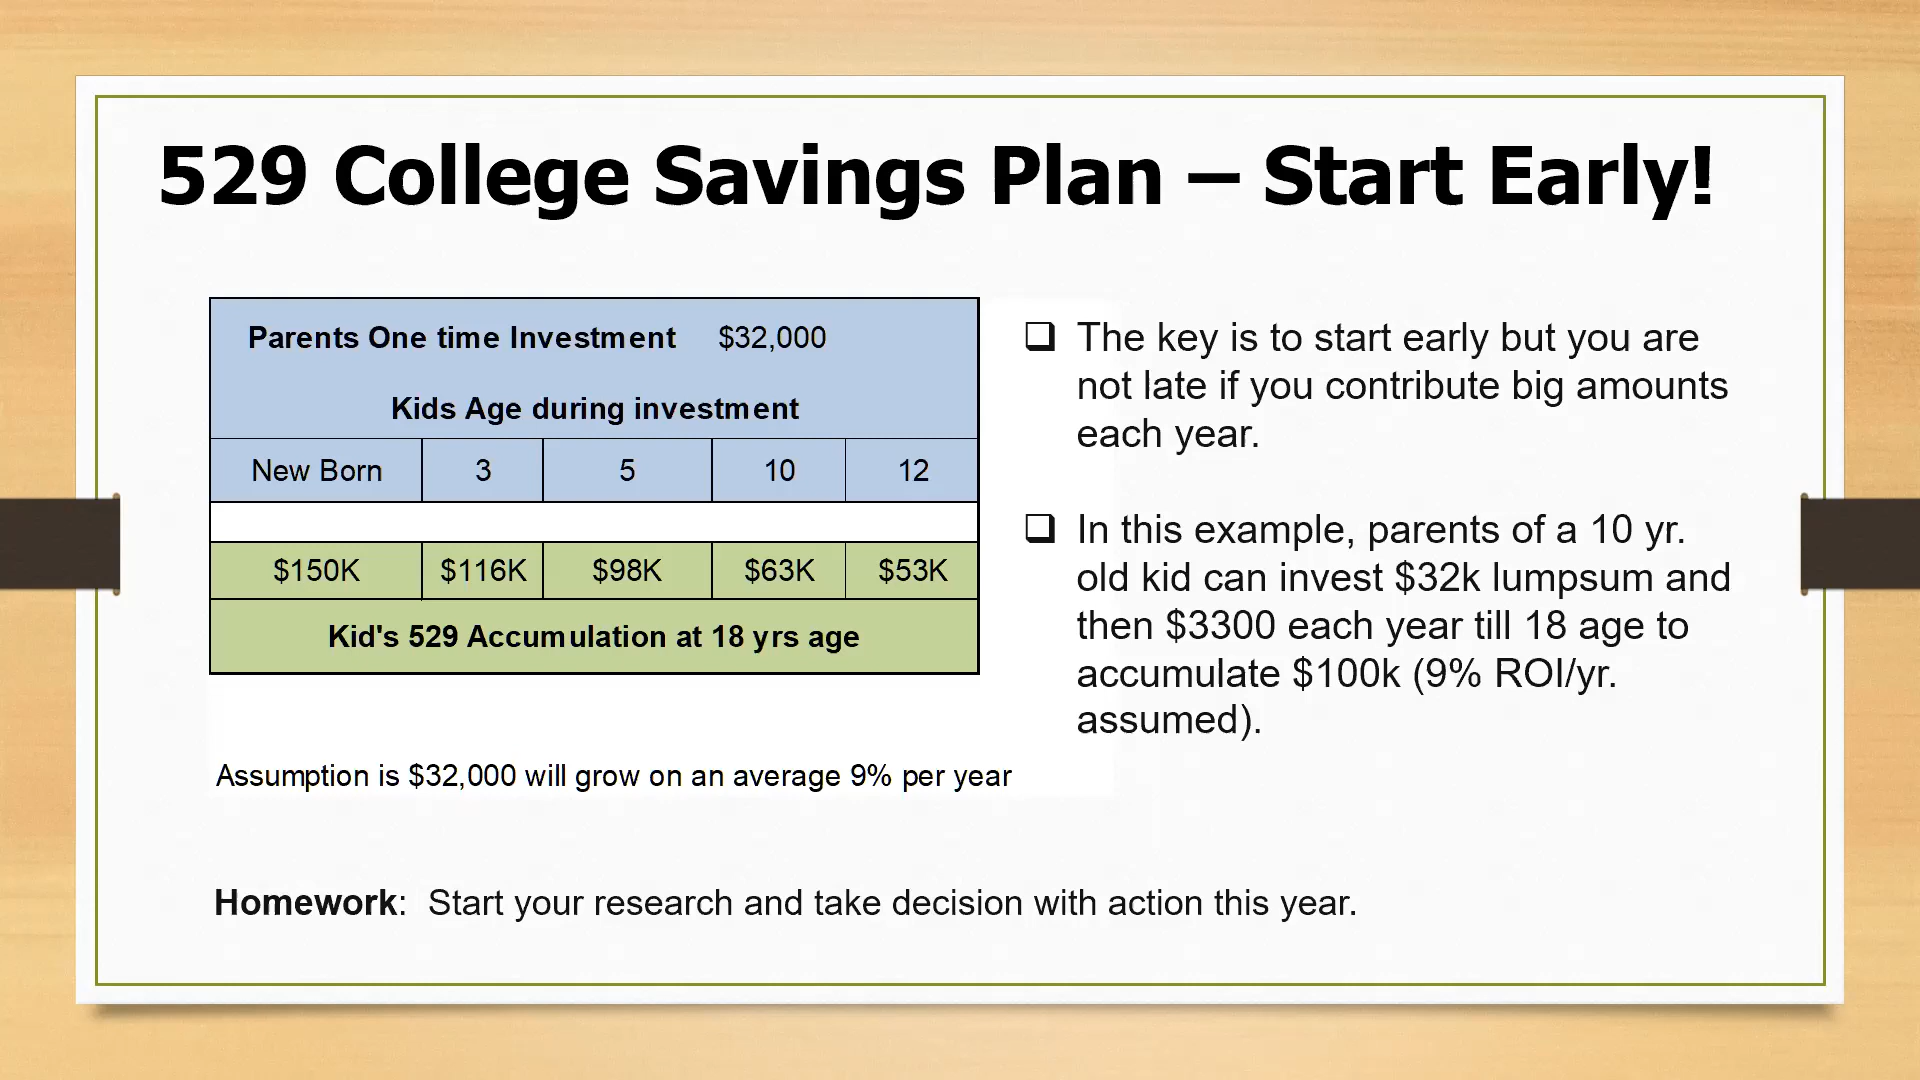 529 College Savings Plan – Start Early!
Parents One time Investment $32,000
Kids Age during investment
New Born 3 5 10 12
$150K $116K $98K $63K $53K
Kid's 529 Accumulation at 18 yrs age
Assumption is $32,000 will grow on an average 9% per year
The key is to start early but you are
not late if you contribute big amounts
each year.
In this example, parents of a 10 yr.
old kid can invest $32k lumpsum and
then $3300 each year till 18 age to
accumulate $100k (9% ROI/yr.
assumed).
Homework: Start your research and take decision with action this year.